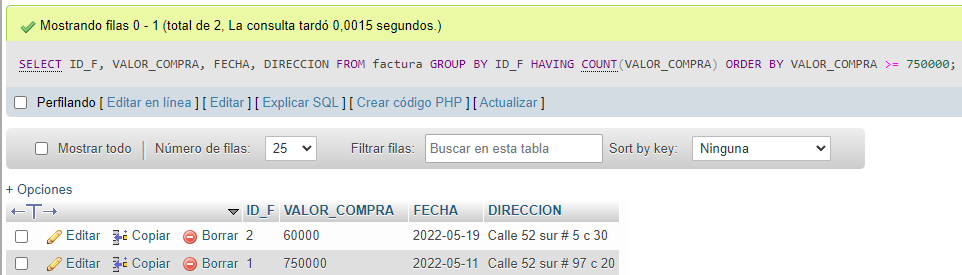 Mostrando filas 0 - 1 (total de 2, La consulta tardó 0,0015 segundos.)
SELECT ID_F, VALOR_COMPRA, FECHA, DIRECCION FROM factura GROUP BY ID_F HAVING COUNT(VALOR_COMPRA) ORDER BY VALOR_COMPRA >= 750000;
Perfilando [ Editar en línea ] [ Editar ] [ Explicar SQL ] [ Crear código PHP ] [ Actualizar ]
Mostrar todo | Número de filas: 25 Filtrar filas: Buscar en esta tabla Sort by key: Ninguna
+ Opciones
←T→ ID_F VALOR_COMPRA FECHA DIRECCION
Editar Copiar Borrar 2 60000 2022-05-19 Calle 52 sur # 5 c 30
Editar Copiar Borrar 1 750000 2022-05-11 Calle 52 sur # 97 c 20